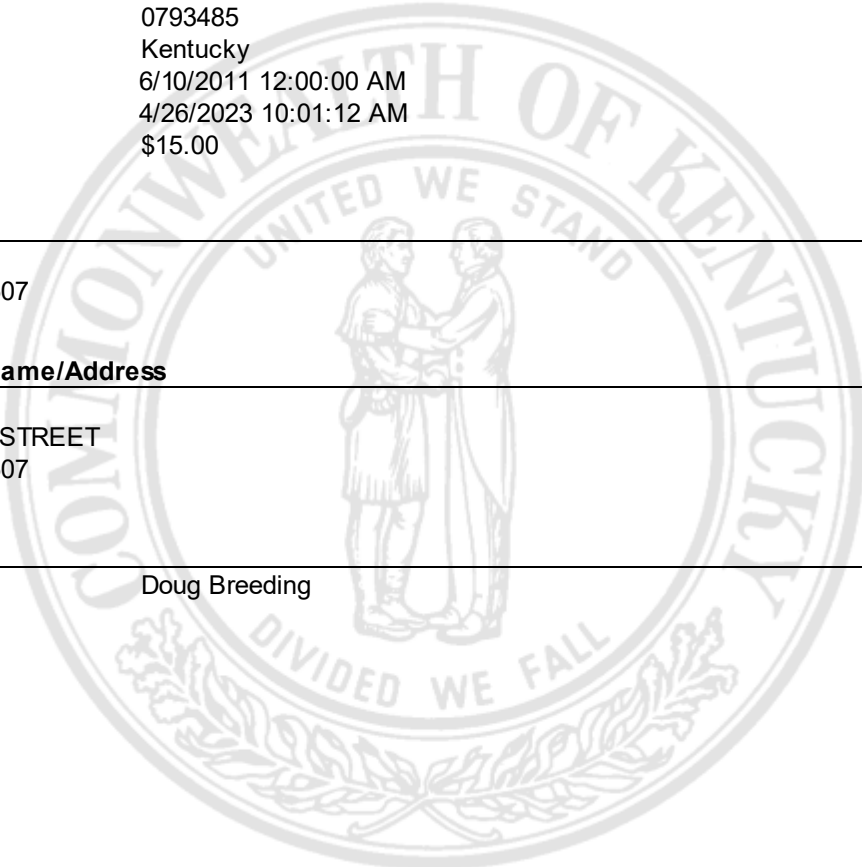 0793485
Kentucky
6/10/2011 12:00:00 AM
4/26/2023 10:01:12 AM
$15.00
07
ame/Address
STREET
07
Doug Breeding
COMMONWEALTH OF KENTUCKY
UNITED WE STAND
DIVIDED WE FALL